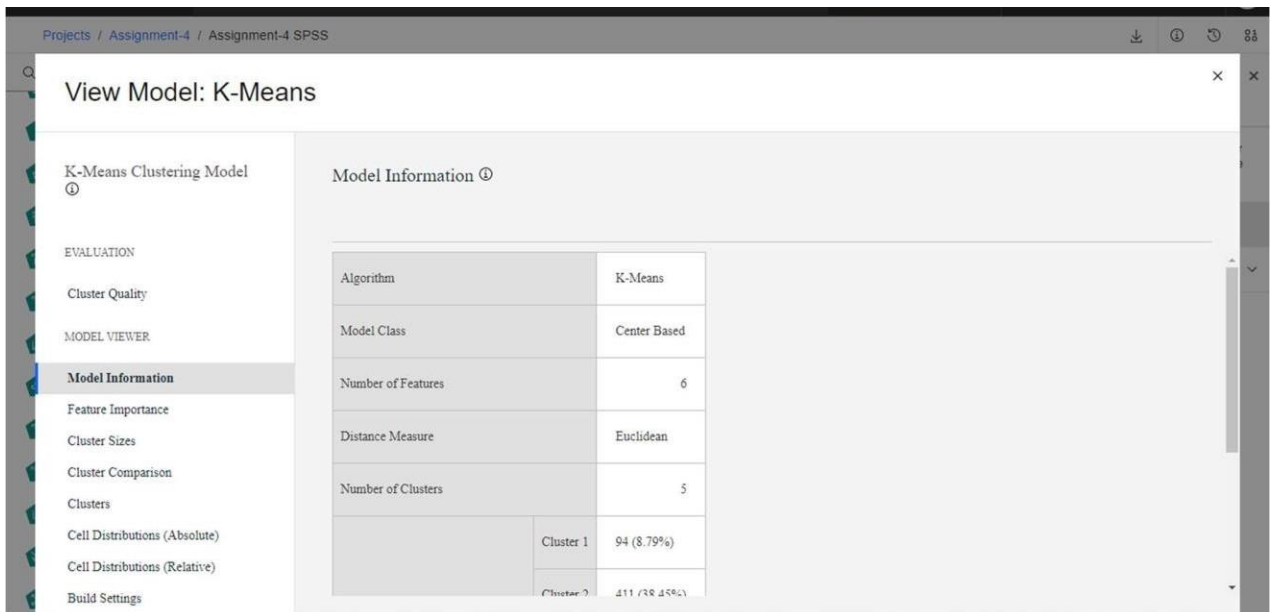 Projects / Assignment-4 / Assignment-4 SPSS
View Model: K-Means
K-Means Clustering Model
EVALUATION
Cluster Quality
MODEL VIEWER
Model Information
Feature Importance
Cluster Sizes
Cluster Comparison
Clusters
Cell Distributions (Absolute)
Cell Distributions (Relative)
Build Settings
Model Information
Algorithm K-Means
Model Class Center Based
Number of Features 6
Distance Measure Euclidean
Number of Clusters 5
Cluster 1 94 (8.79%)
Cluster 2 411 (38.45%)